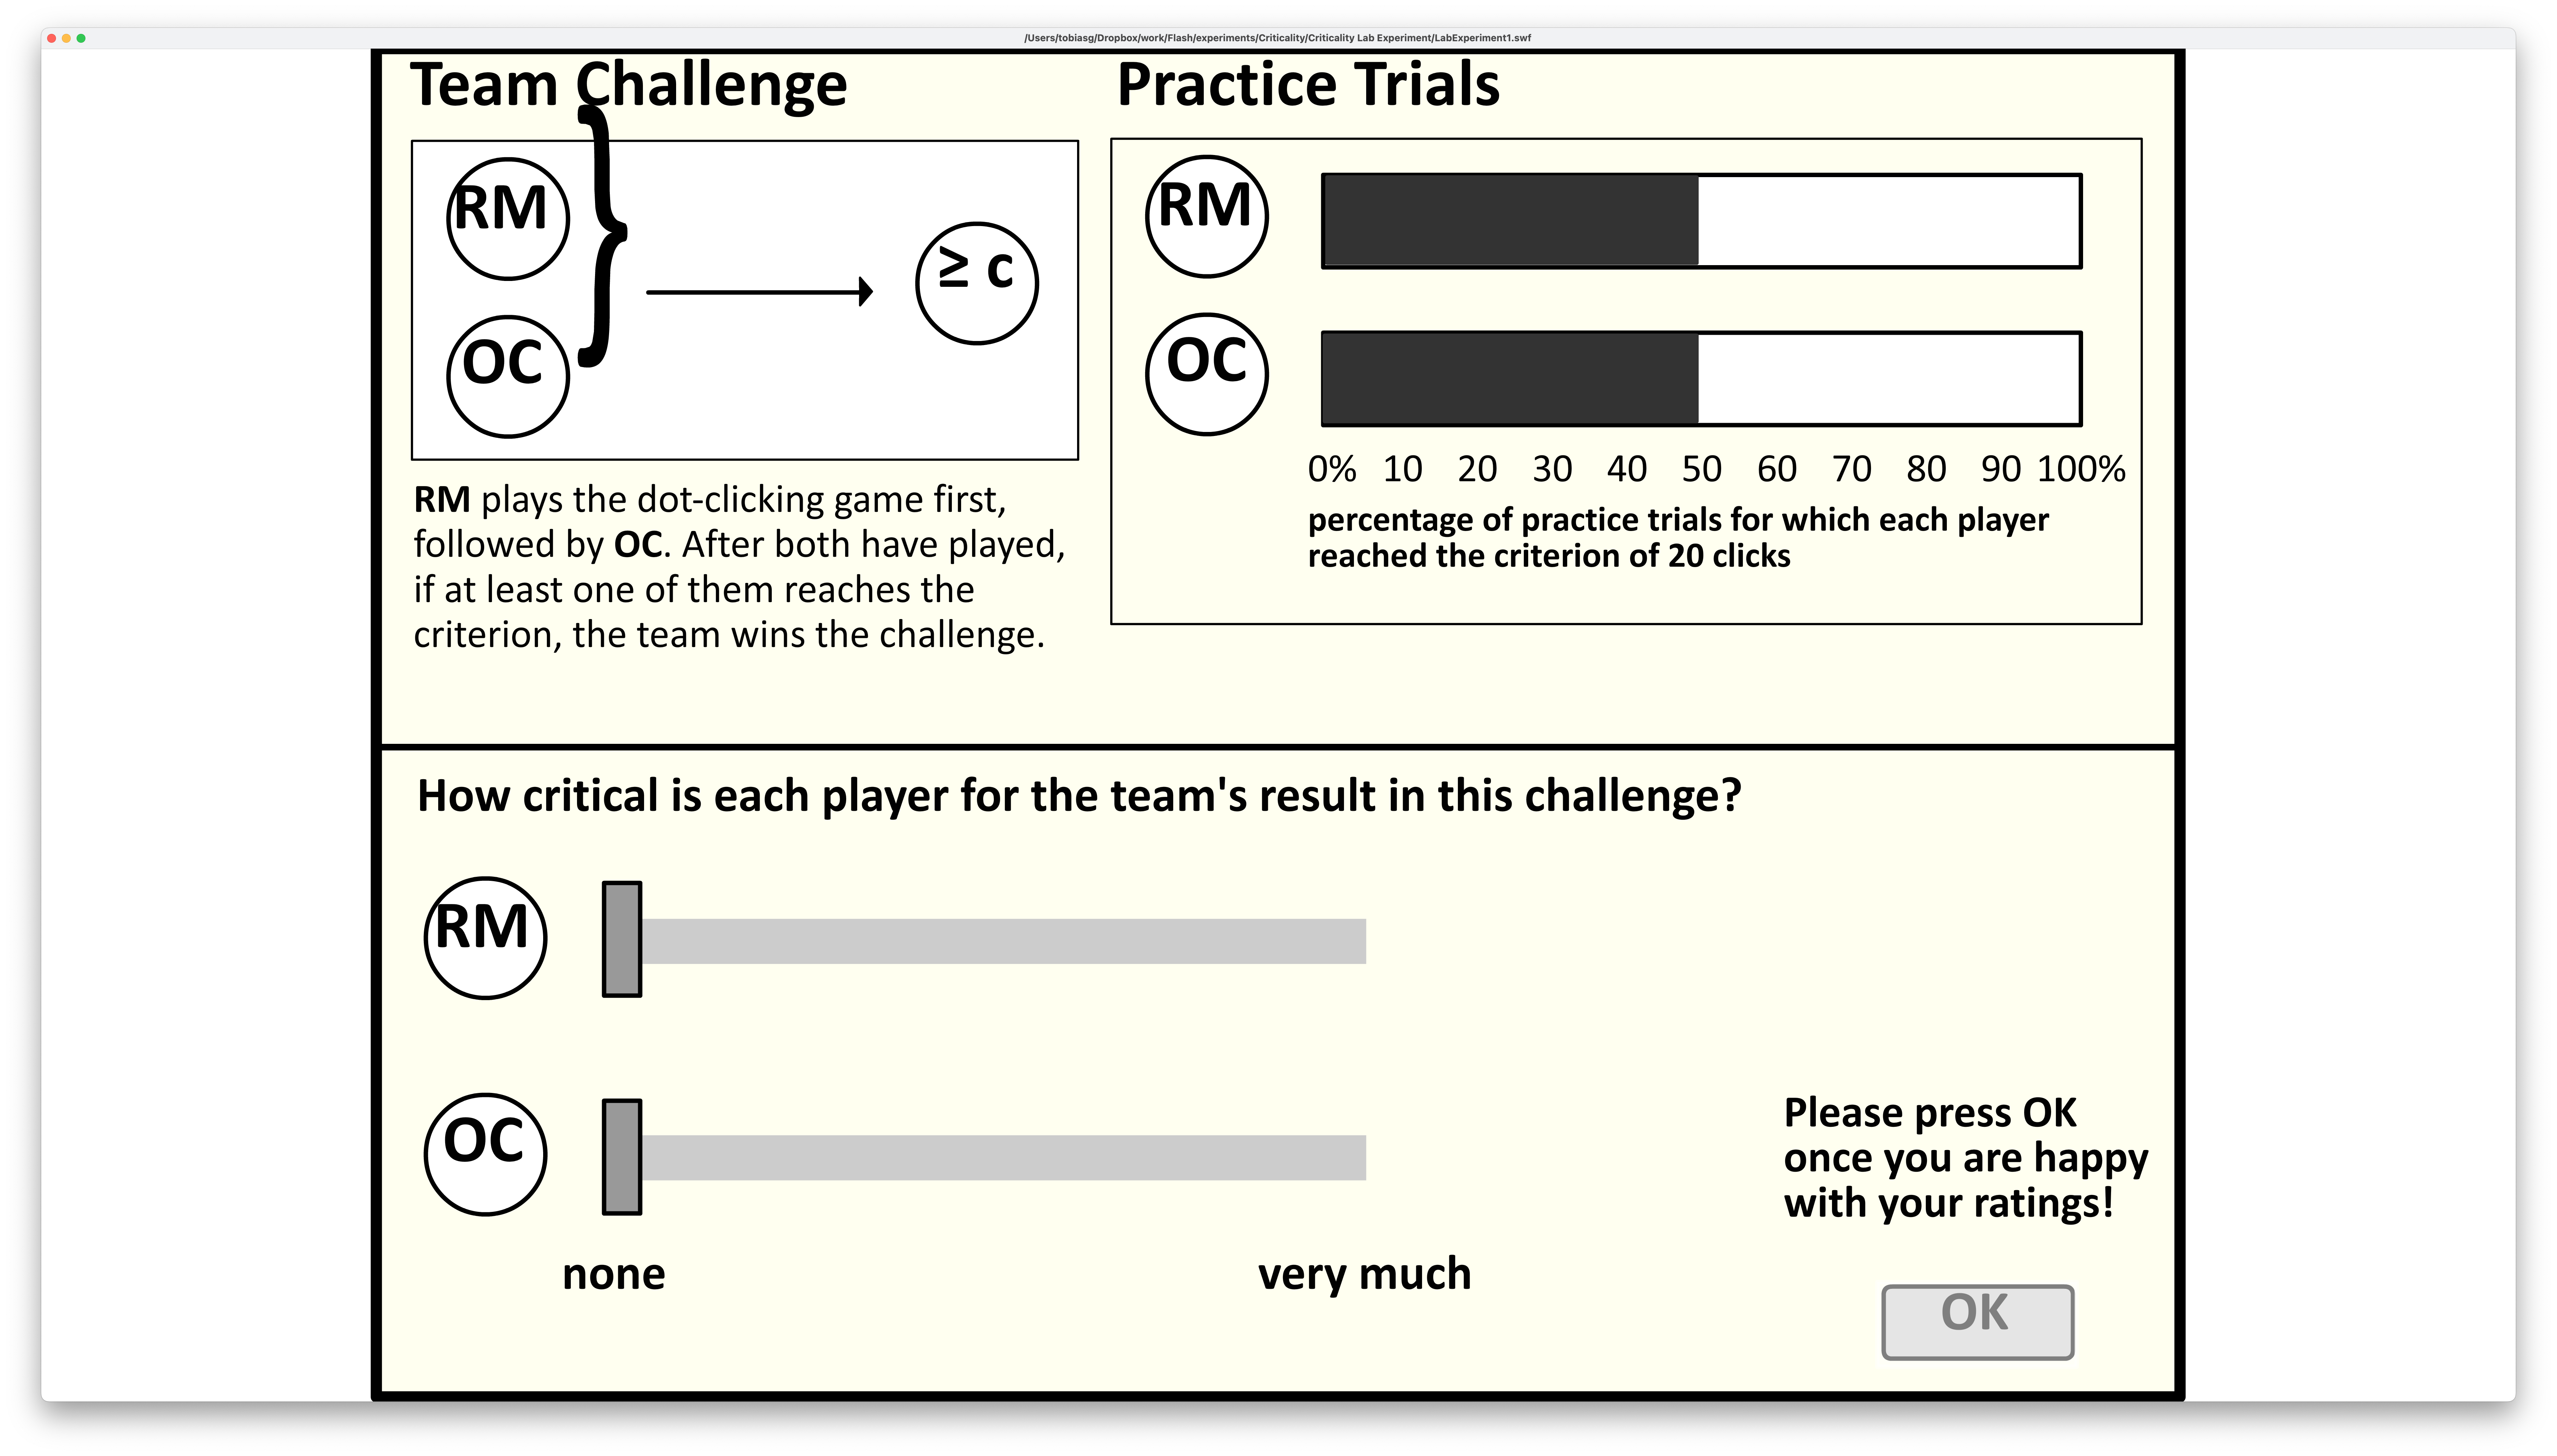 /Users/tobiasg/Dropbox/work/Flash/experiments/Criticality/Criticality Lab Experiment/LabExperiment1.swf
Team Challenge
RM
OC
}
≥ c
RM plays the dot-clicking game first,
followed by OC. After both have played,
if at least one of them reaches the
criterion, the team wins the challenge.
Practice Trials
RM
OC
0% 10 20 30 40 50 60 70 80 90 100%
percentage of practice trials for which each player
reached the criterion of 20 clicks
How critical is each player for the team's result in this challenge?
RM
OC
none very much
Please press OK
once you are happy
with your ratings!
OK